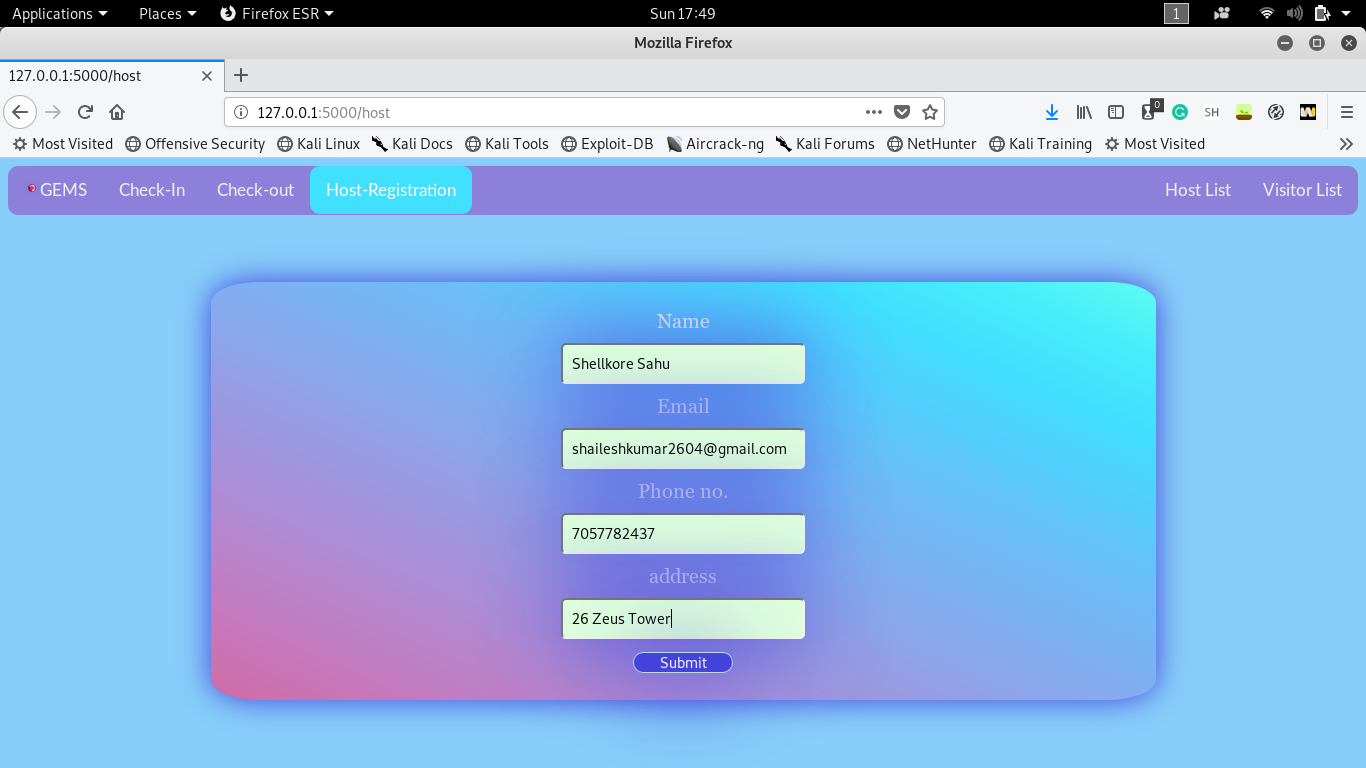 Applications Places Firefox ESR Sun 17:49 1
Mozilla Firefox
127.0.0.1:5000/host
127.0.0.1:5000/host 0 SH
Most Visited Offensive Security Kali Linux Kali Docs Kali Tools Exploit-DB Aircrack-ng Kali Forums NetHunter Kali Training Most Visited
GEMS Check-In Check-out Host-Registration Host List Visitor List
Name
Shellkore Sahu
Email
shaileshkumar2604@gmail.com
Phone no.
7057782437
address
26 Zeus Tower
Submit